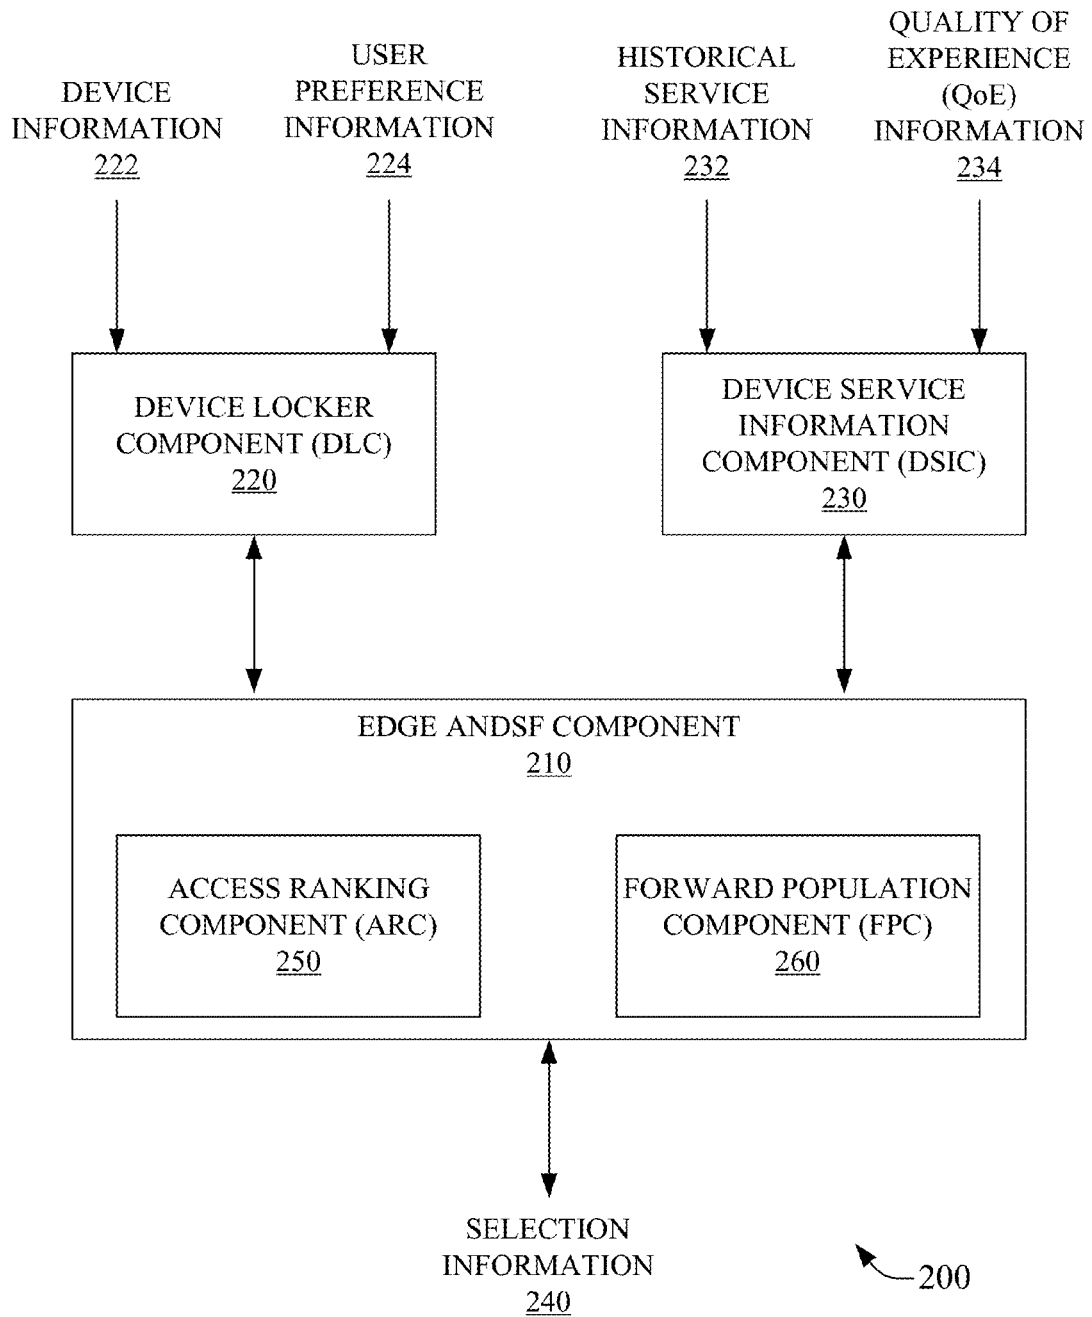 DEVICE
INFORMATION
222
USER
PREFERENCE
INFORMATION
224
HISTORICAL
SERVICE
INFORMATION
232
QUALITY OF
EXPERIENCE
(QoE)
INFORMATION
234
DEVICE LOCKER
COMPONENT (DLC)
220
DEVICE SERVICE
INFORMATION
COMPONENT (DSIC)
230
EDGE ANDSF COMPONENT
210
ACCESS RANKING
COMPONENT (ARC)
250
FORWARD POPULATION
COMPONENT (FPC)
260
SELECTION
INFORMATION
240
200